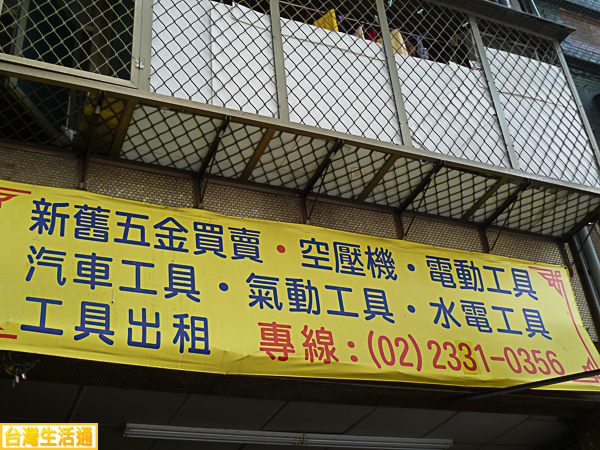 新舊五金買賣・空壓機・電動工具
汽車工具・氣動工具・水電工具
工具出租 專線：(02)2331-0356
台灣生活通